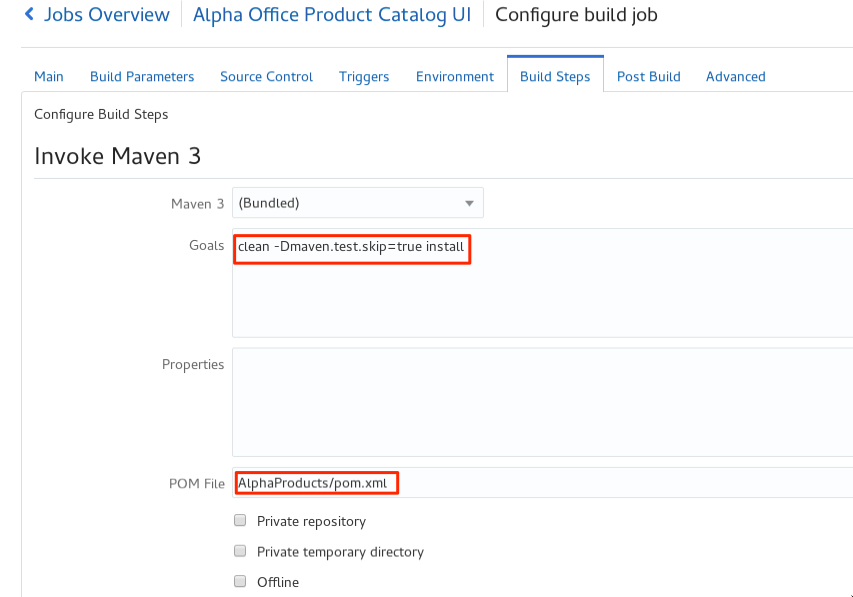 Jobs Overview Alpha Office Product Catalog UI Configure build job
Main Build Parameters Source Control Triggers Environment Build Steps Post Build Advanced
Configure Build Steps
Invoke Maven 3
Maven 3 (Bundled)
Goals clean -Dmaven.test.skip=true install
Properties
POM File AlphaProducts/pom.xml
Private repository
Private temporary directory
Offline